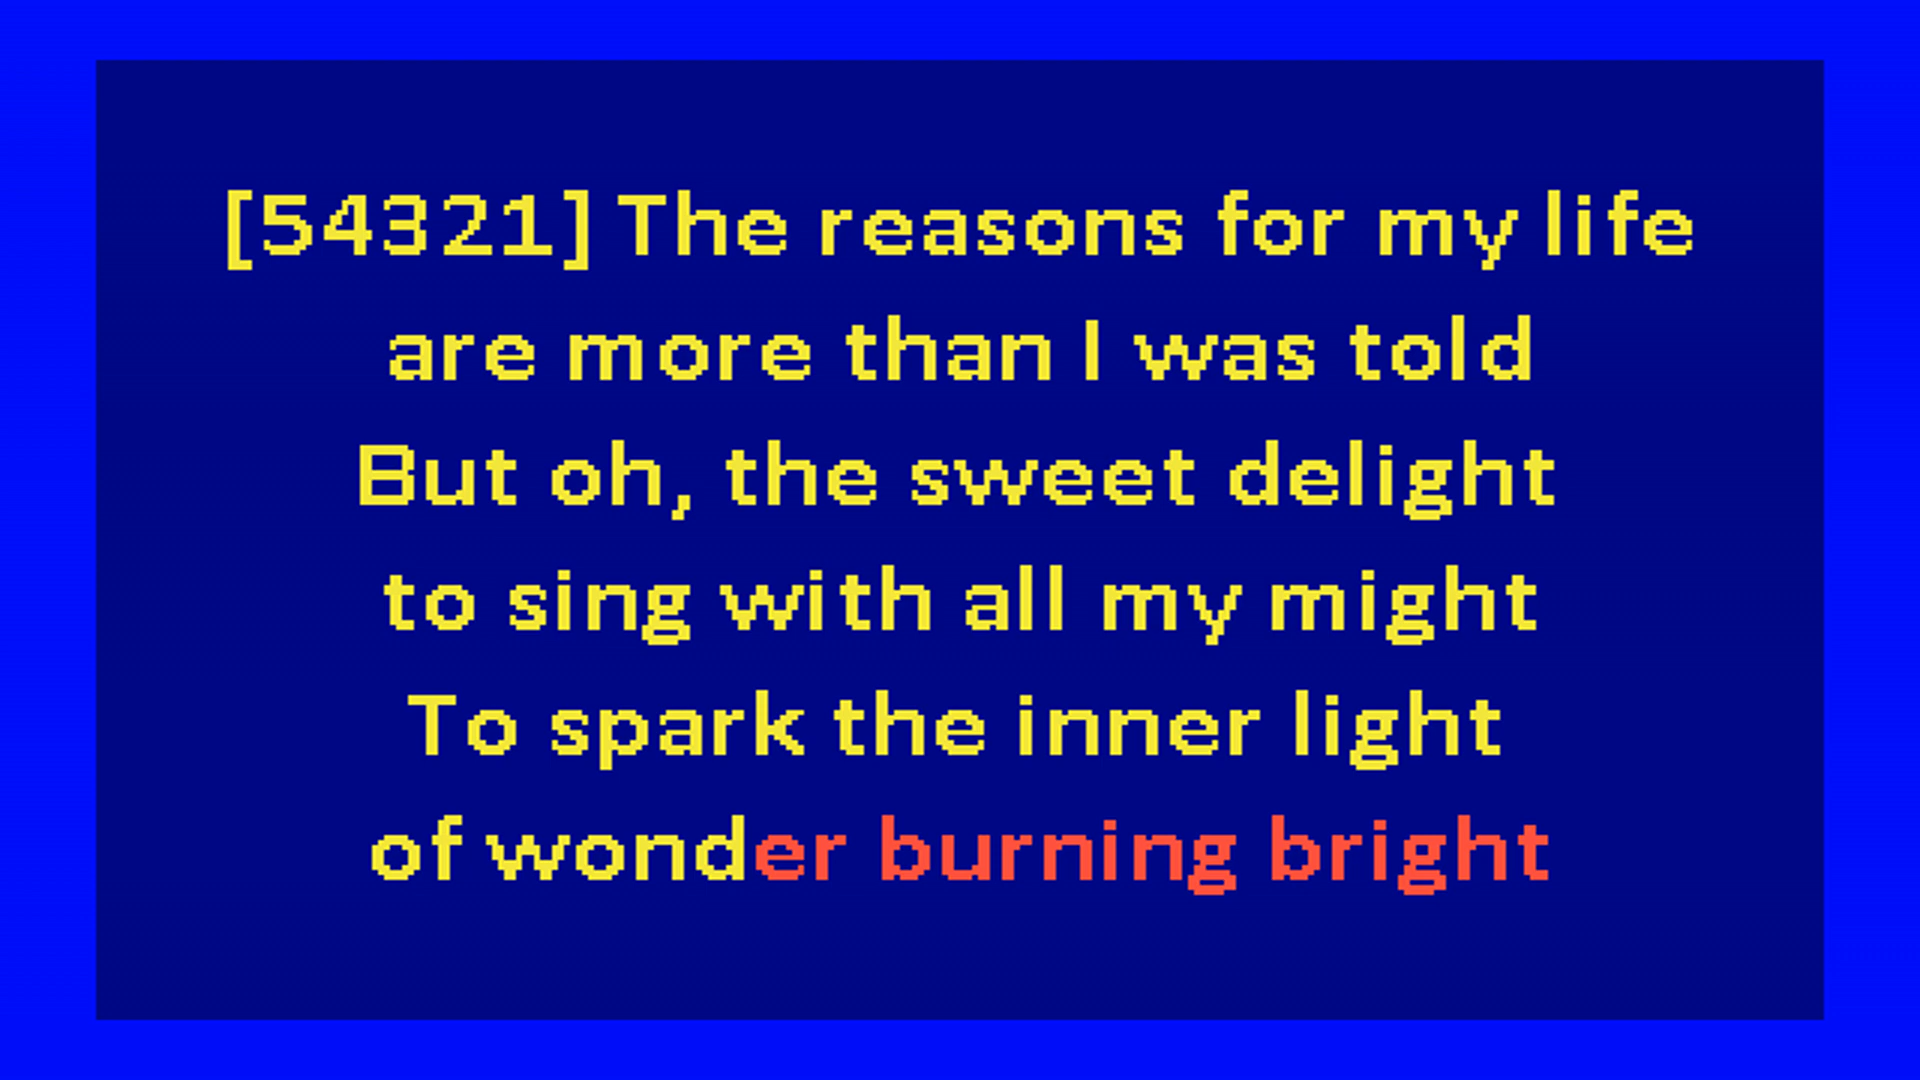 [54321] The reasons for my life
are more than I was told
But oh, the sweet delight
to sing with all my might
To spark the inner light
of wonder burning bright